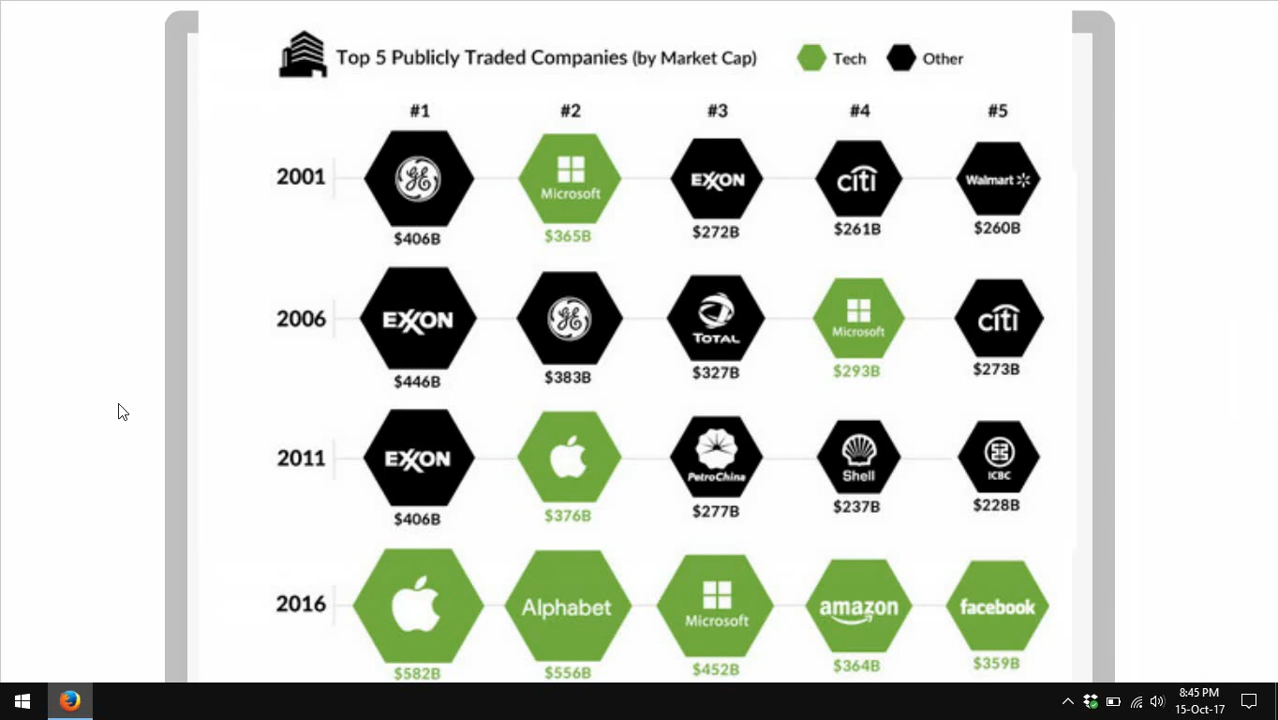 Top 5 Publicly Traded Companies (by Market Cap) Tech Other
#1 #2 #3 #4 #5
2001 GE Microsoft EXXON citi Walmart
$406B $365B $272B $261B $260B
2006 EXXON GE TOTAL Microsoft citi
$446B $383B $327B $293B $273B
2011 EXXON PetroChina Shell ICBC
$406B $376B $277B $237B $228B
2016 Alphabet Microsoft amazon facebook
$582B $556B $452B $364B $359B
8:45 PM
15-Oct-17